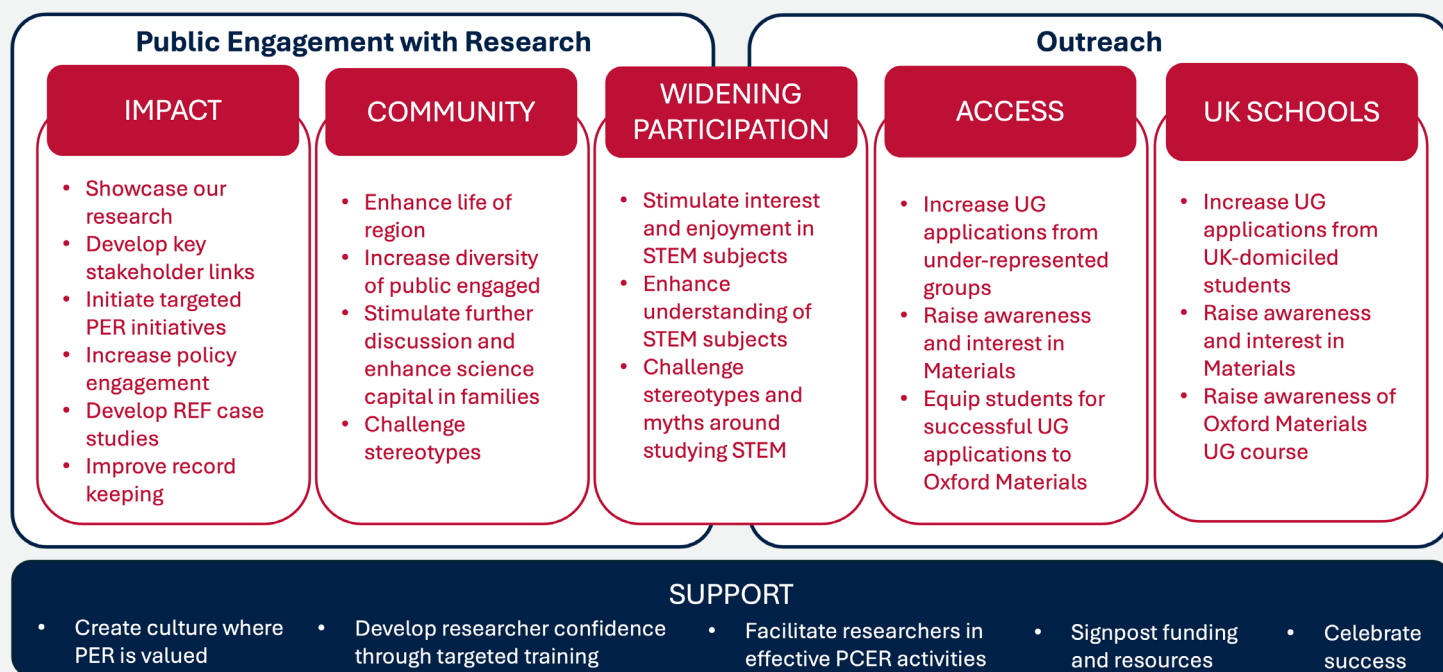 Public Engagement with Research
Outreach
IMPACT
• Showcase our
research
• Develop key
stakeholder links
• Initiate targeted
PER initiatives
• Increase policy
engagement
• Develop REF case
studies
• Improve record
keeping
COMMUNITY
• Enhance life of
region
• Increase diversity
of public engaged
• Stimulate further
discussion and
enhance science
capital in families
• Challenge
stereotypes
WIDENING
PARTICIPATION
• Stimulate interest
and enjoyment in
STEM subjects
• Enhance
understanding of
STEM subjects
• Challenge
stereotypes and
myths around
studying STEM
ACCESS
• Increase UG
applications from
under-represented
groups
• Raise awareness
and interest in
Materials
• Equip students for
successful UG
applications to
Oxford Materials
UK SCHOOLS
• Increase UG
applications from
UK-domiciled
students
• Raise awareness
and interest in
Materials
• Raise awareness of
Oxford Materials
UG course
SUPPORT
• Create culture where
PER is valued
• Develop researcher confidence
through targeted training
• Facilitate researchers in
effective PCER activities
• Signpost funding
and resources
• Celebrate
success